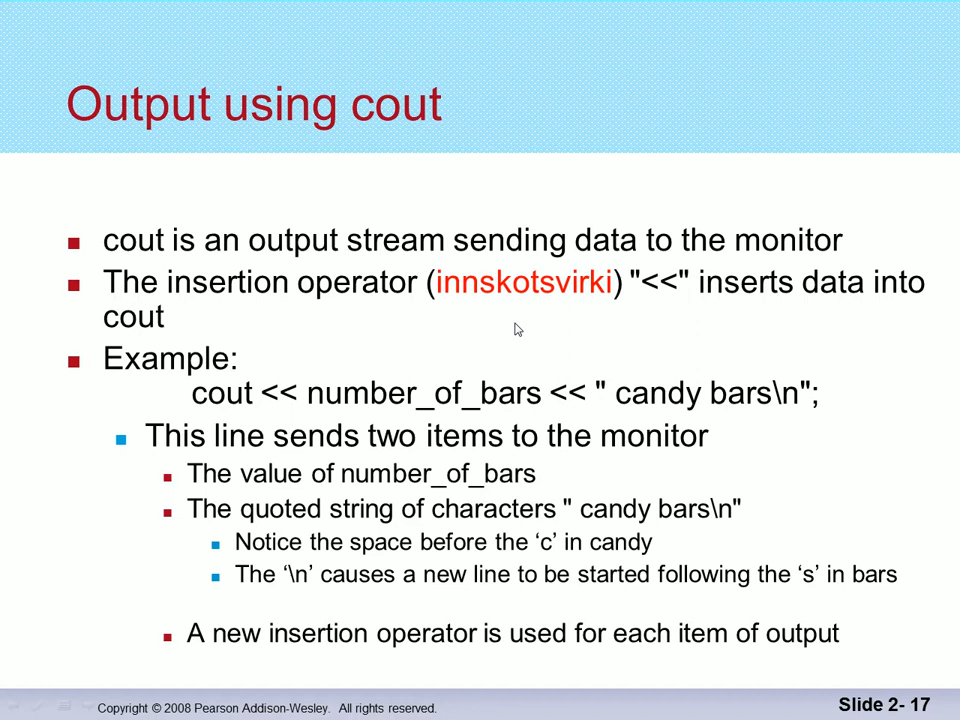 Output using cout
cout is an output stream sending data to the monitor
The insertion operator (innskotsvirki) "<<" inserts data into
cout
Example:
cout << number_of_bars << " candy bars\n";
This line sends two items to the monitor
The value of number_of_bars
The quoted string of characters " candy bars\n"
Notice the space before the ‘c’ in candy
The ‘\n’ causes a new line to be started following the ‘s’ in bars
A new insertion operator is used for each item of output
Copyright © 2008 Pearson Addison-Wesley. All rights reserved.
Slide 2- 17